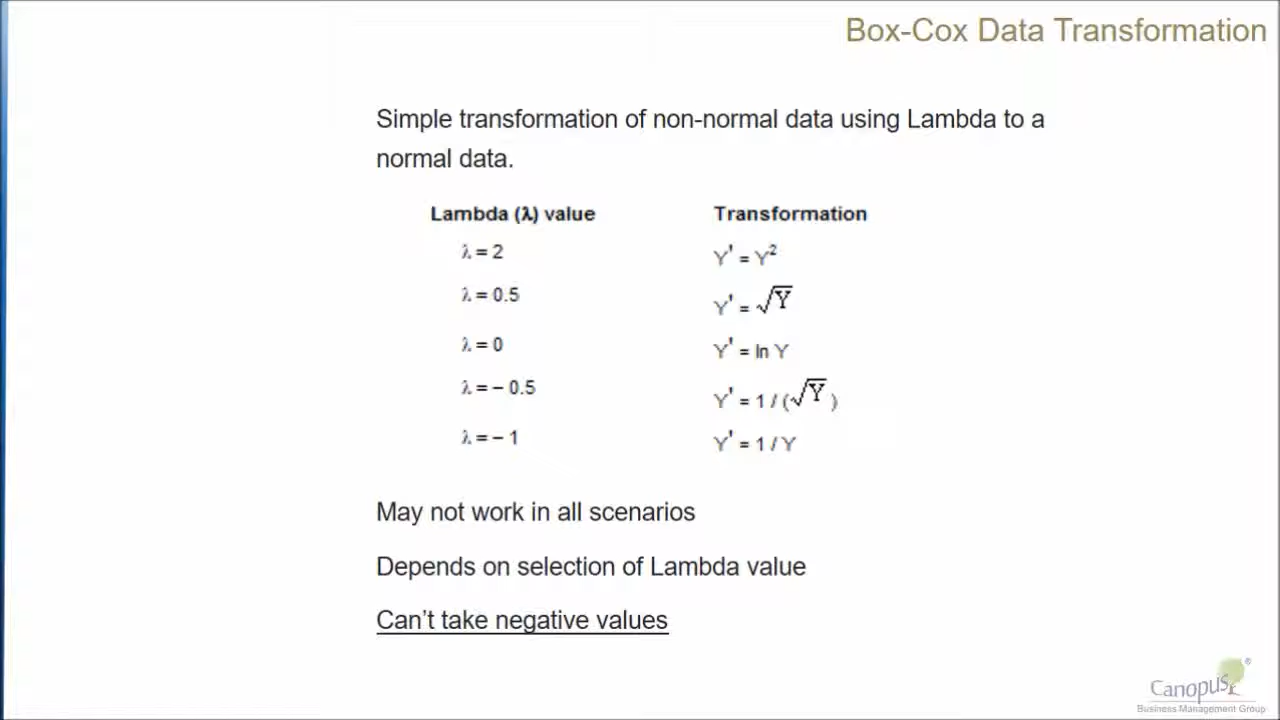 Box-Cox Data Transformation
Simple transformation of non-normal data using Lambda to a
normal data.
Lambda (λ) value Transformation
λ = 2 Y' = Y²
λ = 0.5 Y' = √Y
λ = 0 Y' = ln Y
λ = – 0.5 Y' = 1 / (√Y )
λ = – 1 Y' = 1 / Y
May not work in all scenarios
Depends on selection of Lambda value
Can’t take negative values
Canopus®
Business Management Group